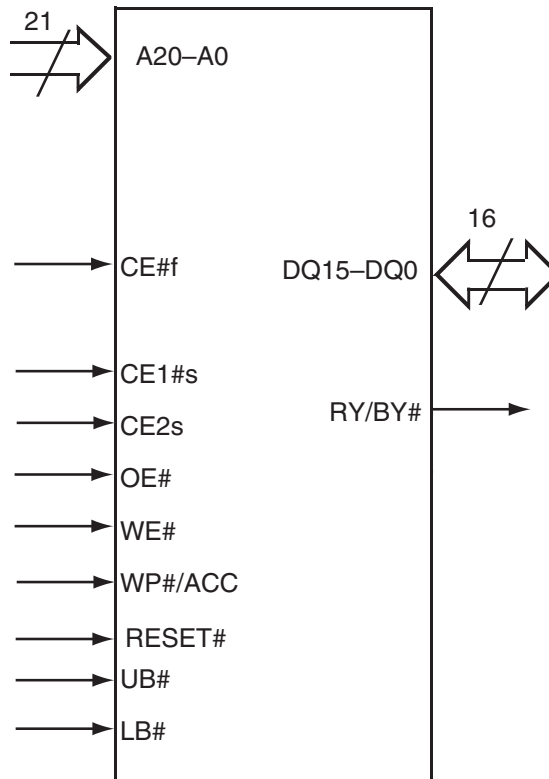 21
A20–A0
16
CE#f
DQ15–DQ0
CE1#s
RY/BY#
CE2s
OE#
WE#
WP#/ACC
RESET#
UB#
LB#